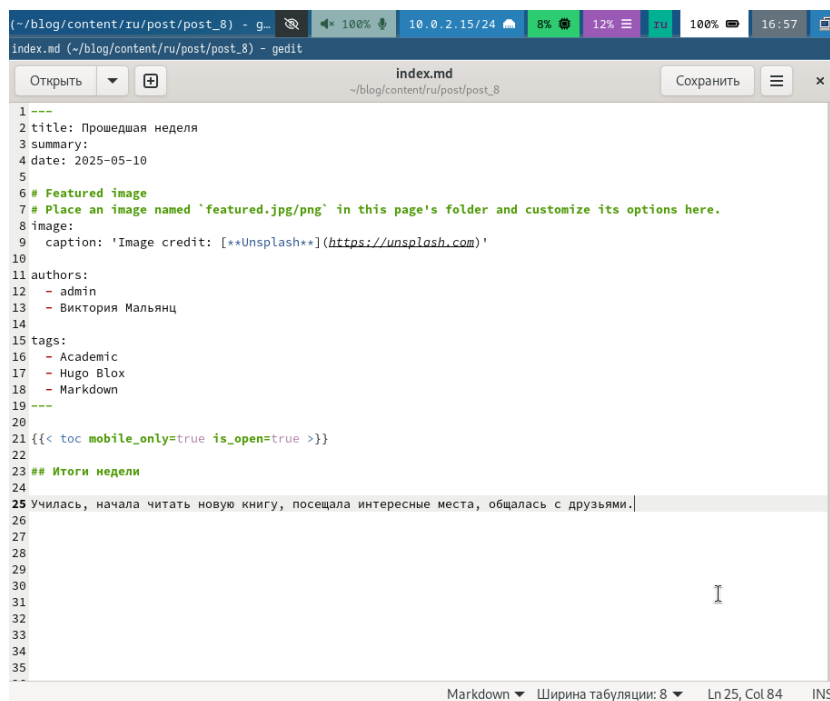 (~/blog/content/ru/post/post_8) - g… 100% 10.0.2.15/24 8% 12% ru 100% 16:57
index.md (~/blog/content/ru/post/post_8) - gedit
Открыть
index.md
~/blog/content/ru/post/post_8
Сохранить
1 ---
2 title: Прошедшая неделя
3 summary:
4 date: 2025-05-10
5
6 # Featured image
7 # Place an image named `featured.jpg/png` in this page's folder and customize its options here.
8 image:
9   caption: 'Image credit: [**Unsplash**](https://unsplash.com)'
10
11 authors:
12   - admin
13   - Виктория Мальянц
14
15 tags:
16   - Academic
17   - Hugo Blox
18   - Markdown
19 ---
20
21 {{< toc mobile_only=true is_open=true >}}
22
23 ## Итоги недели
24
25 Училась, начала читать новую книгу, посещала интересные места, общалась с друзьями.
26
27
28
29
30
31
32
33
34
35
Markdown Ширина табуляции: 8 Ln 25, Col 84 INS